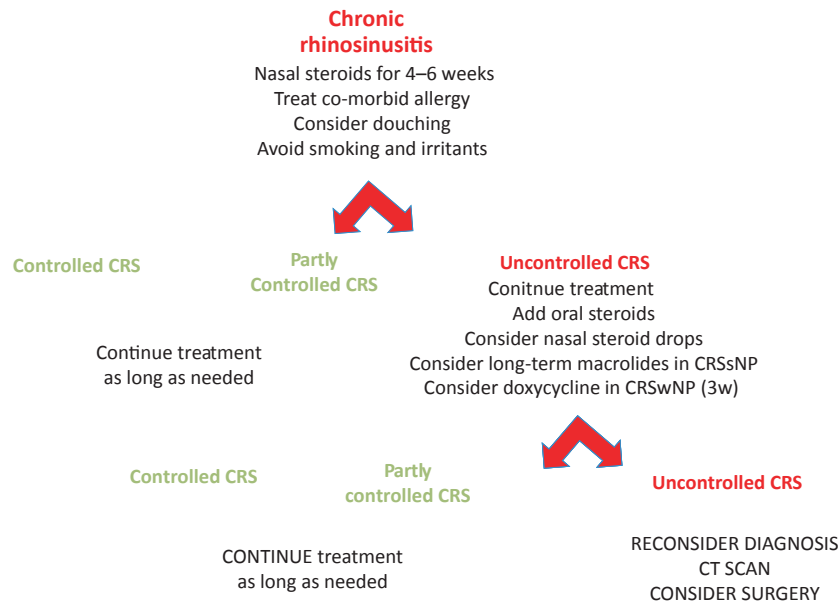 Chronic
rhinosinusitis
Nasal steroids for 4–6 weeks
Treat co-morbid allergy
Consider douching
Avoid smoking and irritants
Controlled CRS
Partly
Controlled CRS
Uncontrolled CRS
Conitnue treatment
Add oral steroids
Consider nasal steroid drops
Consider long-term macrolides in CRSsNP
Consider doxycycline in CRSwNP (3w)
Continue treatment
as long as needed
Controlled CRS
Partly
controlled CRS
Uncontrolled CRS
CONTINUE treatment
as long as needed
RECONSIDER DIAGNOSIS
CT SCAN
CONSIDER SURGERY